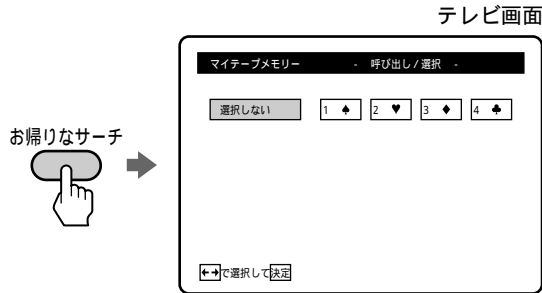 テレビ画面
マイテープメモリー - 呼び出し / 選択 -
選択しない 1 ♠ 2 ♥ 3 ♦ 4 ♣
お帰りなサーチ
←→で選択して決定